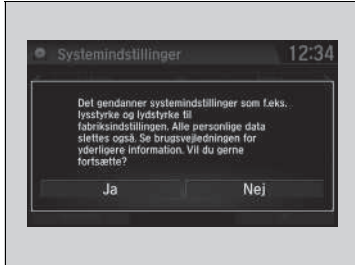 Systemindstillinger 12:34
Det gendanner systemindstillinger som f.eks.
lysstyrke og lydstyrke til
fabriksindstillingen. Alle personlige data
slettes også. Se brugsvejledningen for
yderligere information. Vil du gerne
fortsætte?
Ja Nej